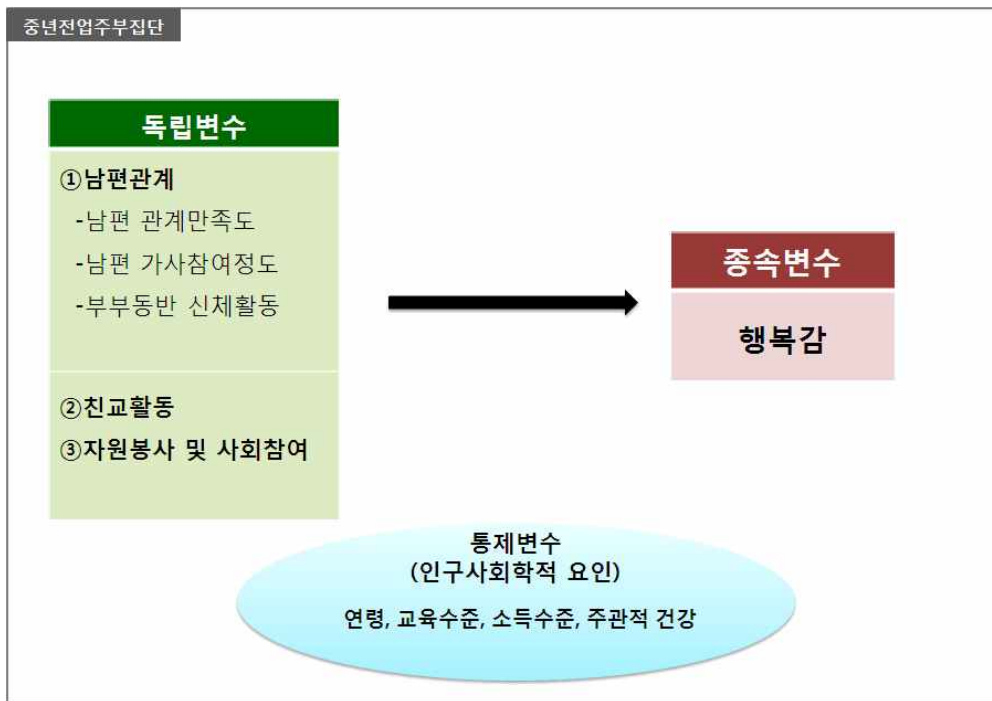 중년전업주부집단
독립변수
①남편관계
-남편 관계만족도
-남편 가사참여정도
-부부동반 신체활동
②친교활동
③자원봉사 및 사회참여
종속변수
행복감
통제변수
(인구사회학적 요인)
연령, 교육수준, 소득수준, 주관적 건강